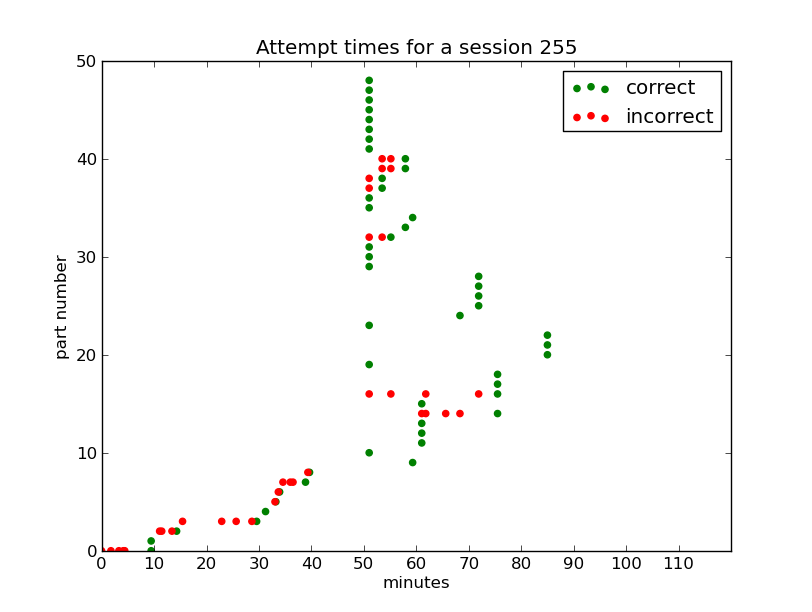 Attempt times for a session 255
correct
incorrect
50
40
30
20
10
0
part number
0 10 20 30 40 50 60 70 80 90 100 110
minutes